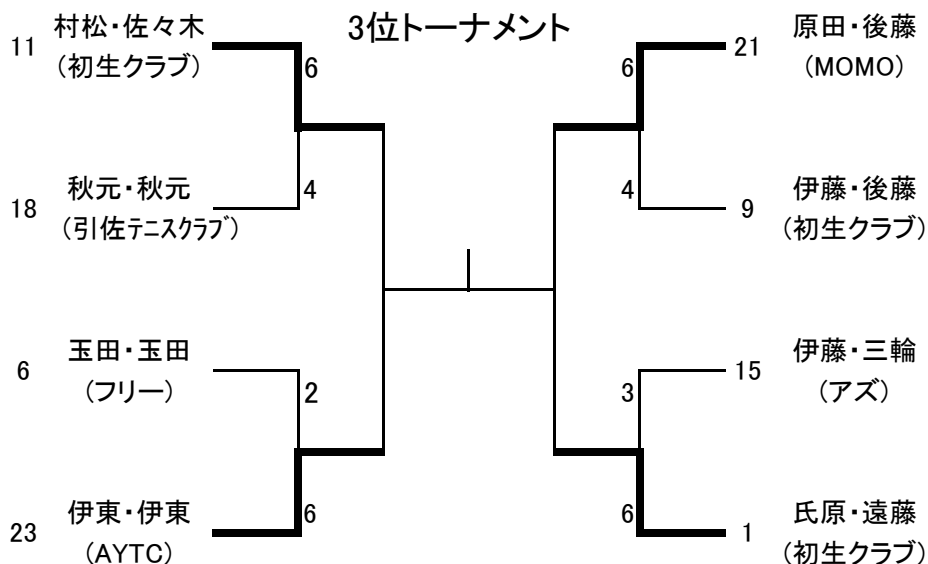 3位トーナメント
11
村松・佐々木
(初生クラブ)
6
18
秋元・秋元
(引佐ﾃﾆｽｸﾗﾌﾞ)
4
6
玉田・玉田
(フリー)
2
23
伊東・伊東
(AYTC)
6
6
21
原田・後藤
(MOMO)
4
9
伊藤・後藤
(初生クラブ)
3
15
伊藤・三輪
(アズ)
6
1
氏原・遠藤
(初生クラブ)